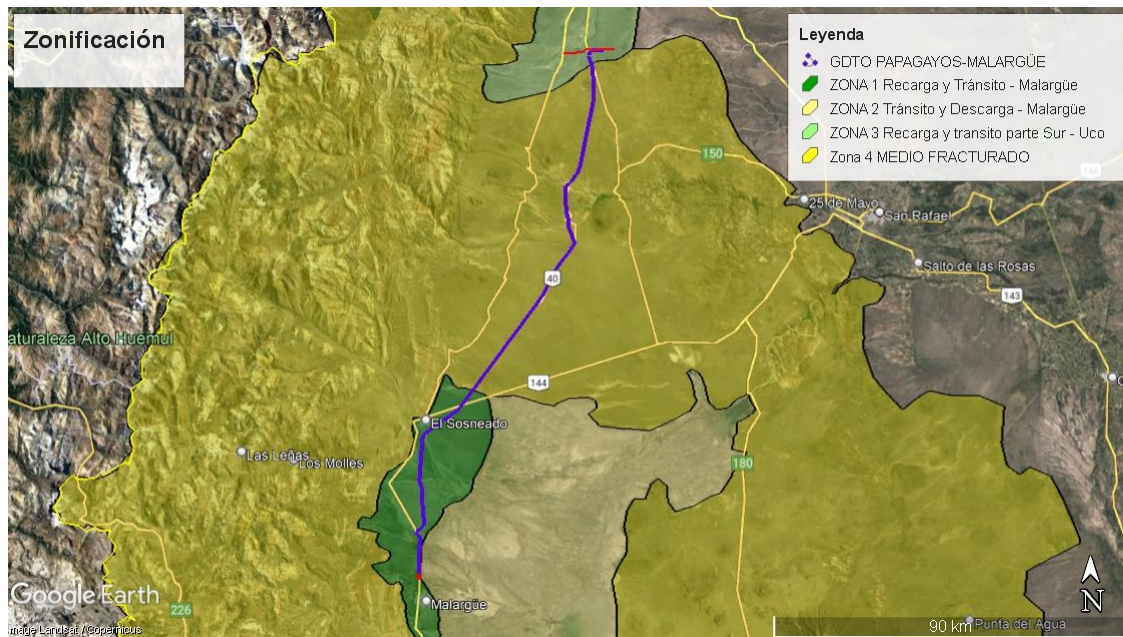 Zonificación
Leyenda
GDTO PAPAGAYOS-MALARGÜE
ZONA 1 Recarga y Tránsito - Malargüe
ZONA 2 Tránsito y Descarga - Malargüe
ZONA 3 Recarga y transito parte Sur - Uco
Zona 4 MEDIO FRACTURADO
150
146
25 de Mayo
San Rafael
Salto de las Rosas
40
143
aturaleza Alto Huemul
144
El Sosneado
Las Leñas
Los Molles
180
Google Earth
Malargüe
226
N
90 km
Punta del Agua
mage Landsat / Copernicus